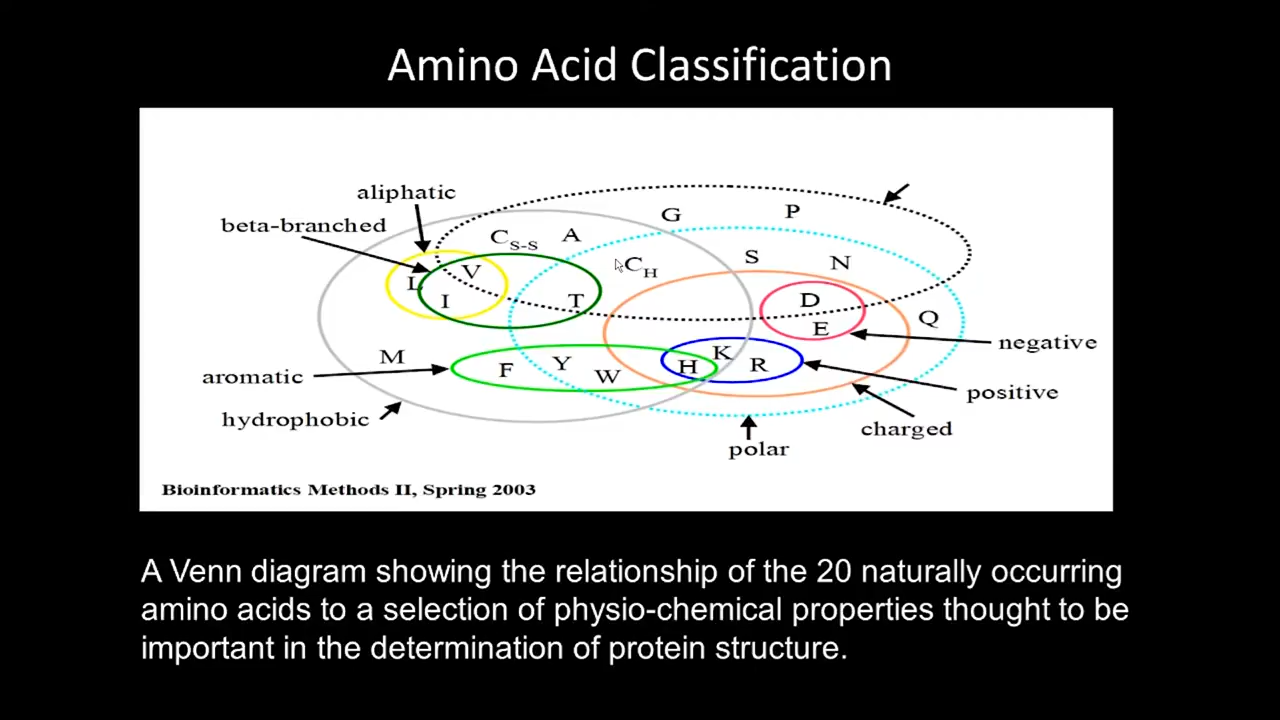 Amino Acid Classification
aliphatic
beta-branched
G P
C S-S A
S N
C H
V
L
D
I T
E Q
negative
M K
F Y W H R
aromatic
positive
hydrophobic
charged
polar
Bioinformatics Methods II, Spring 2003
A Venn diagram showing the relationship of the 20 naturally occurring
amino acids to a selection of physio-chemical properties thought to be
important in the determination of protein structure.